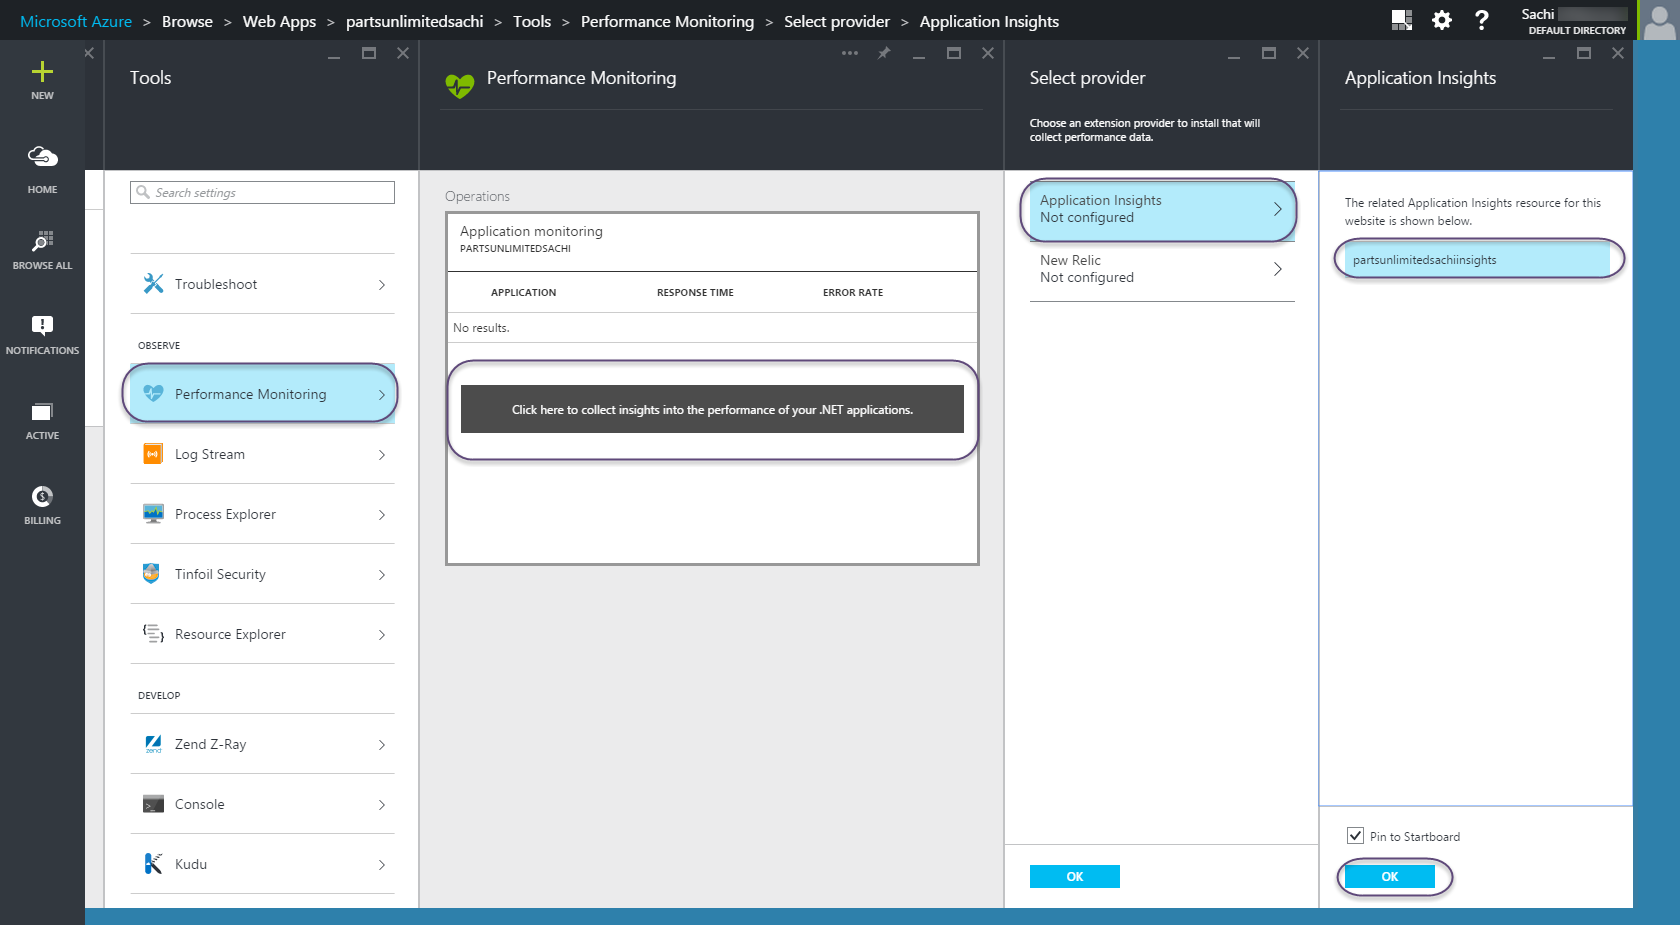 Microsoft Azure > Browse > Web Apps > partsunlimitedsachi > Tools > Performance Monitoring > Select provider > Application Insights
Sachi
DEFAULT DIRECTORY
NEW
HOME
BROWSE ALL
NOTIFICATIONS
ACTIVE
BILLING
Tools
Search settings
Troubleshoot
OBSERVE
Performance Monitoring
Log Stream
Process Explorer
Tinfoil Security
Resource Explorer
DEVELOP
Zend Z-Ray
Console
Kudu
Performance Monitoring
Operations
Application monitoring
PARTSUNLIMITEDSACHI
APPLICATION RESPONSE TIME ERROR RATE
No results.
Click here to collect insights into the performance of your .NET applications.
Select provider
Choose an extension provider to install that will
collect performance data.
Application Insights
Not configured
New Relic
Not configured
OK
Application Insights
The related Application Insights resource for this
website is shown below.
partsunlimitedsachiinsights
Pin to Startboard
OK